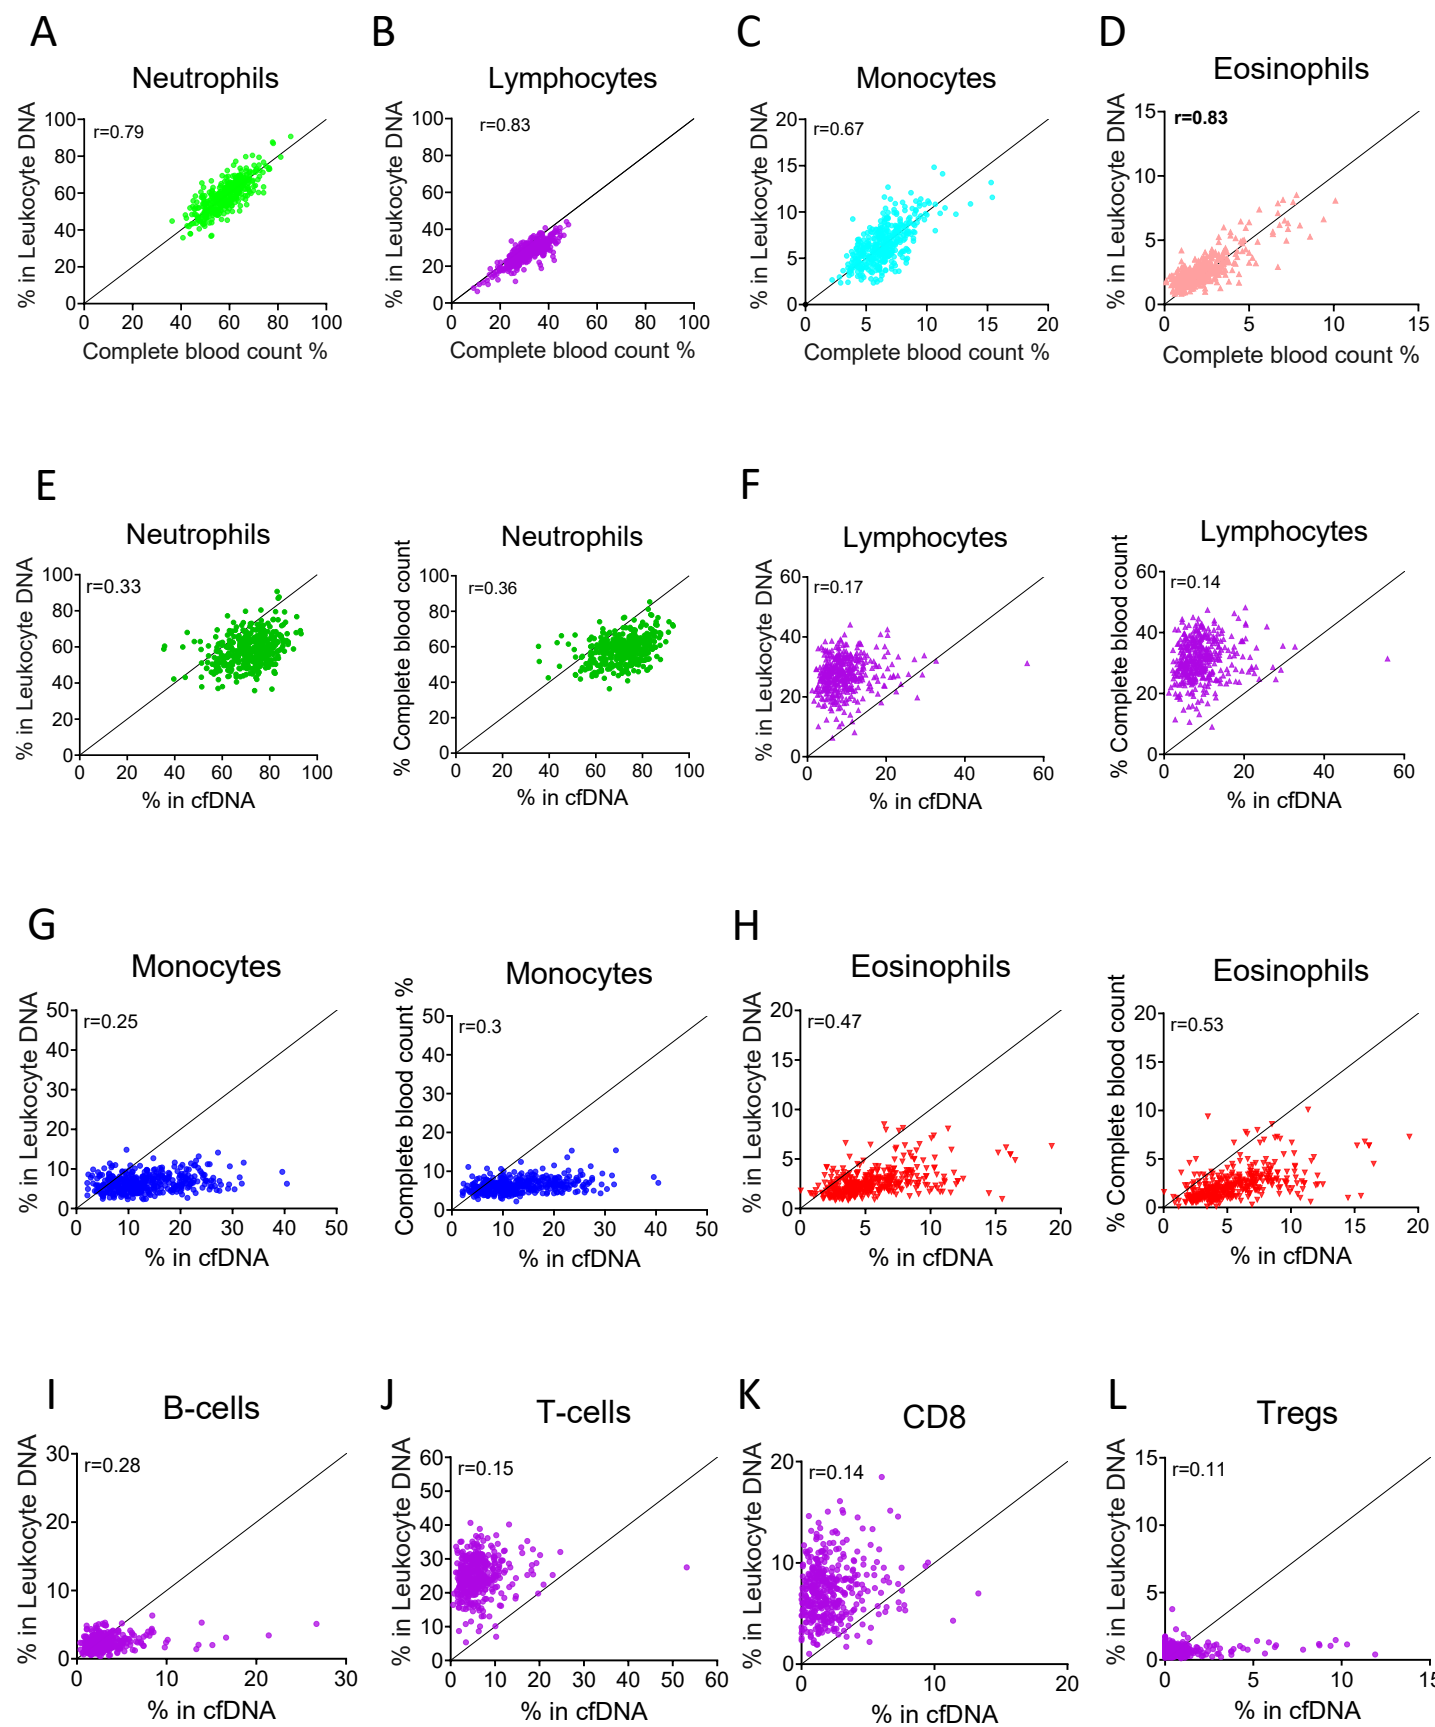 A
B
C
D
Neutrophils
Lymphocytes
Monocytes
Eosinophils
% in Leukocyte DNA
100
80
60
40
20
0
r=0.79
0 20 40 60 80 100
Complete blood count %
% in Leukocyte DNA
100
80
60
40
20
0
r=0.83
0 20 40 60 80 100
Complete blood count %
% in Leukocyte DNA
20
15
10
5
0
r=0.67
0 5 10 15 20
Complete blood count %
% in Leukocyte DNA
15
10
5
0
r=0.83
0 5 10 15
Complete blood count %
E
F
Neutrophils
% in Leukocyte DNA
100
80
60
40
20
0
r=0.33
0 20 40 60 80 100
% in cfDNA
Neutrophils
% Complete blood count
100
80
60
40
20
0
r=0.36
0 20 40 60 80 100
% in cfDNA
Lymphocytes
% in Leukocyte DNA
60
40
20
0
r=0.17
0 20 40 60
% in cfDNA
Lymphocytes
% Complete blood count
60
40
20
0
r=0.14
0 20 40 60
% in cfDNA
G
H
Monocytes
% in Leukocyte DNA
50
40
30
20
10
0
r=0.25
0 10 20 30 40 50
% in cfDNA
Monocytes
Complete blood count %
50
40
30
20
10
0
r=0.3
0 10 20 30 40 50
% in cfDNA
Eosinophils
% in Leukocyte DNA
20
15
10
5
0
r=0.47
0 5 10 15 20
% in cfDNA
Eosinophils
% Complete blood count
20
15
10
5
0
r=0.53
0 5 10 15 20
% in cfDNA
I
J
K
L
B-cells
% in Leukocyte DNA
30
20
10
0
r=0.28
0 10 20 30
% in cfDNA
T-cells
% in Leukocyte DNA
60
50
40
30
20
10
0
r=0.15
0 10 20 30 40 50 60
% in cfDNA
CD8
% in Leukocyte DNA
20
10
0
r=0.14
0 10 20
% in cfDNA
Tregs
% in Leukocyte DNA
15
10
5
0
r=0.11
0 5 10 15
% in cfDNA